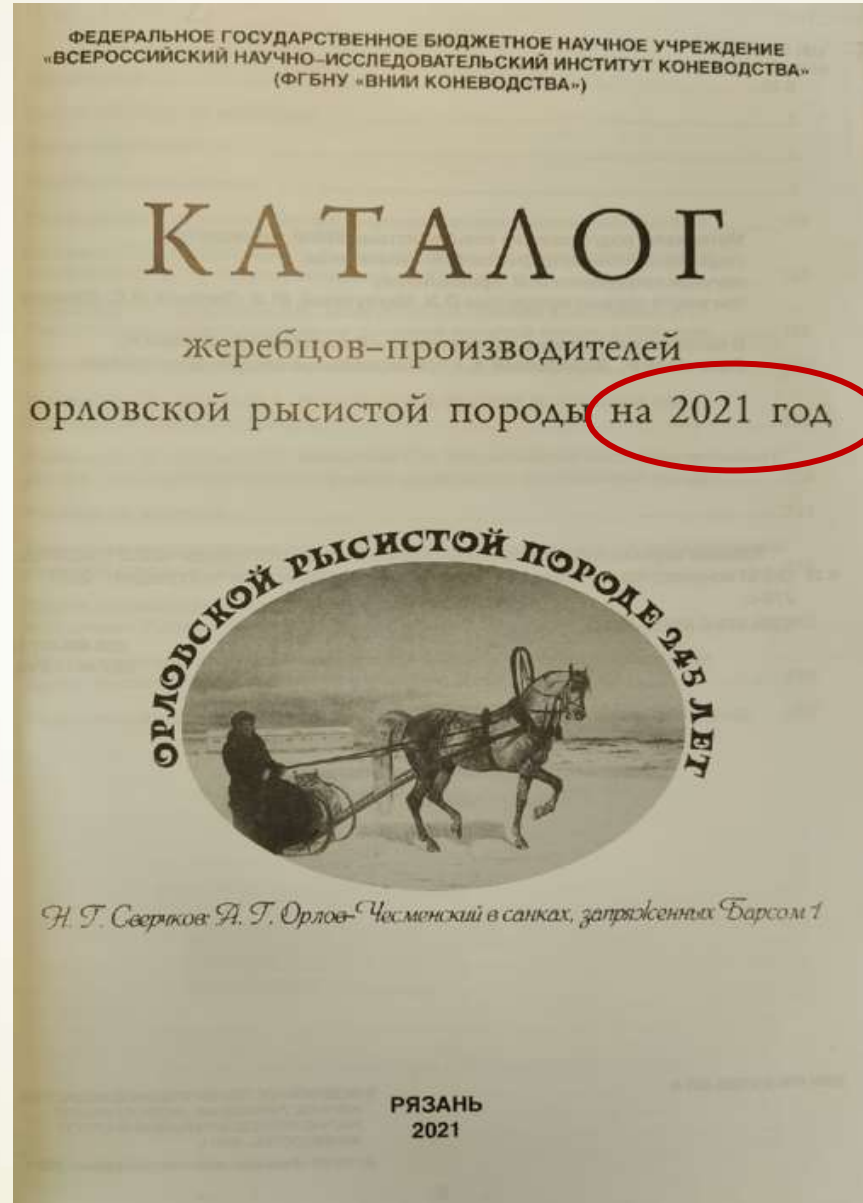 ФЕДЕРАЛЬНОЕ ГОСУДАРСТВЕННОЕ БЮДЖЕТНОЕ НАУЧНОЕ УЧРЕЖДЕНИЕ
«ВСЕРОССИЙСКИЙ НАУЧНО-ИССЛЕДОВАТЕЛЬСКИЙ ИНСТИТУТ КОНЕВОДСТВА»
(ФГБНУ «ВНИИ КОНЕВОДСТВА»)
КАТАЛОГ
жеребцов-производителей
орловской рысистой породы на 2021 год
ОРЛОВСКОЙ РЫСИСТОЙ ПОРОДЕ 245 ЛЕТ
Н. Г. Сверчков: А. Г. Орлов-Чесменский в санках, запряженных Барсом 1.
РЯЗАНЬ
2021